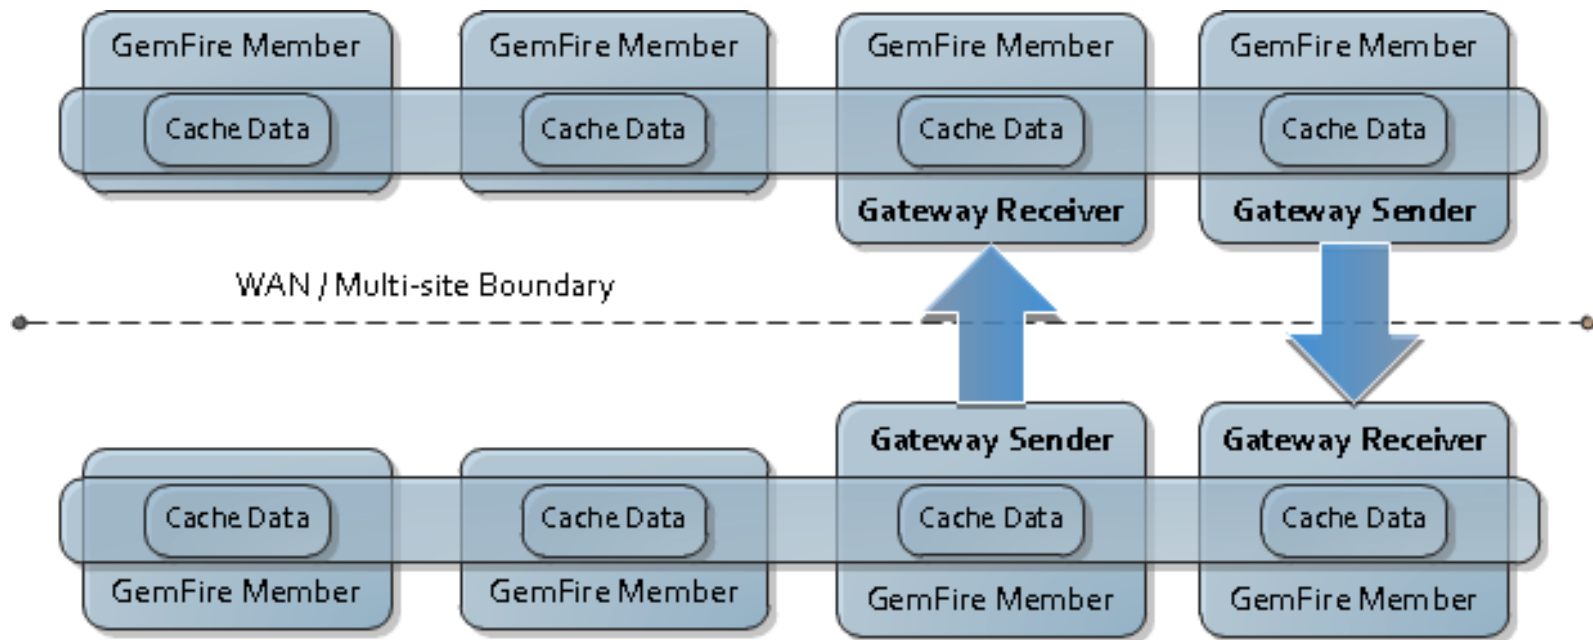 GemFire Member
GemFire Member
GemFire Member
GemFire Member
Cache Data
Cache Data
Cache Data
Cache Data
Gateway Receiver
Gateway Sender
WAN / Multi-site Boundary
Gateway Sender
Gateway Receiver
Cache Data
Cache Data
Cache Data
Cache Data
GemFire Member
GemFire Member
GemFire Member
GemFire Member